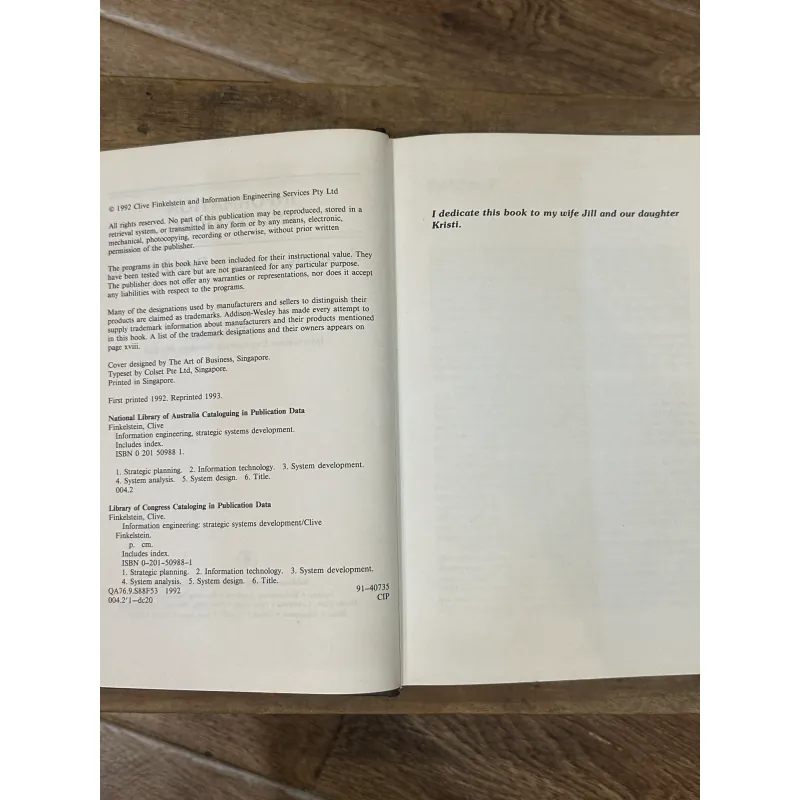 © 1992 Clive Finkelstein and Information Engineering Services Pty Ltd
All rights reserved. No part of this publication may be reproduced, stored in a
retrieval system, or transmitted in any form or by any means, electronic,
mechanical, photocopying, recording or otherwise, without prior written
permission of the publisher.
The programs in this book have been included for their instructional value. They
have been tested with care but are not guaranteed for any particular purpose.
The publisher does not offer any warranties or representations, nor does it accept
any liabilities with respect to the programs.
Many of the designations used by manufacturers and sellers to distinguish their
products are claimed as trademarks. Addison-Wesley has made every attempt to
supply trademark information about manufacturers and their products mentioned
in this book. A list of the trademark designations and their owners appears on
page xviii.
Cover designed by The Art of Business, Singapore.
Typeset by Colset Pte Ltd, Singapore.
Printed in Singapore.
First printed 1992. Reprinted 1993.
National Library of Australia Cataloguing in Publication Data
Finkelstein, Clive
Information engineering, strategic systems development.
Includes index.
ISBN 0 201 50988 1.
1. Strategic planning. 2. Information technology. 3. System development.
4. System analysis. 5. System design. 6. Title.
004.2
Library of Congress Cataloging in Publication Data
Finkelstein, Clive.
Information engineering: strategic systems development/Clive
Finkelstein.
p. cm.
Includes index.
ISBN 0-201-50988-1
1. Strategic planning. 2. Information technology. 3. System development.
4. System analysis. 5. System design. 6. Title.
QA76.9.S88F53 1992 91-40735
004.2'1-dc20 CIP
I dedicate this book to my wife Jill and our daughter
Kristi.